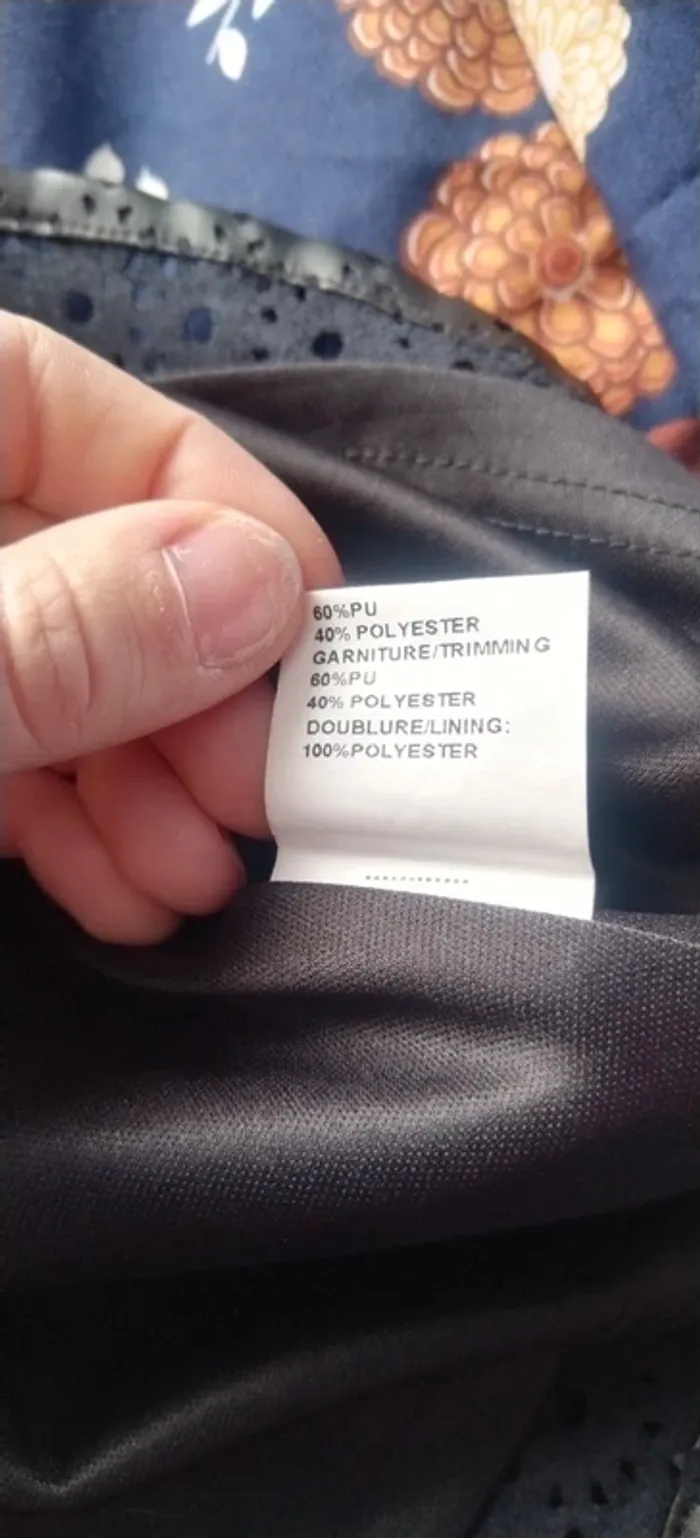 60%PU
40% POLYESTER
GARNITURE/TRIMMING
60%PU
40% POLYESTER
DOUBLURE/LINING:
100%POLYESTER